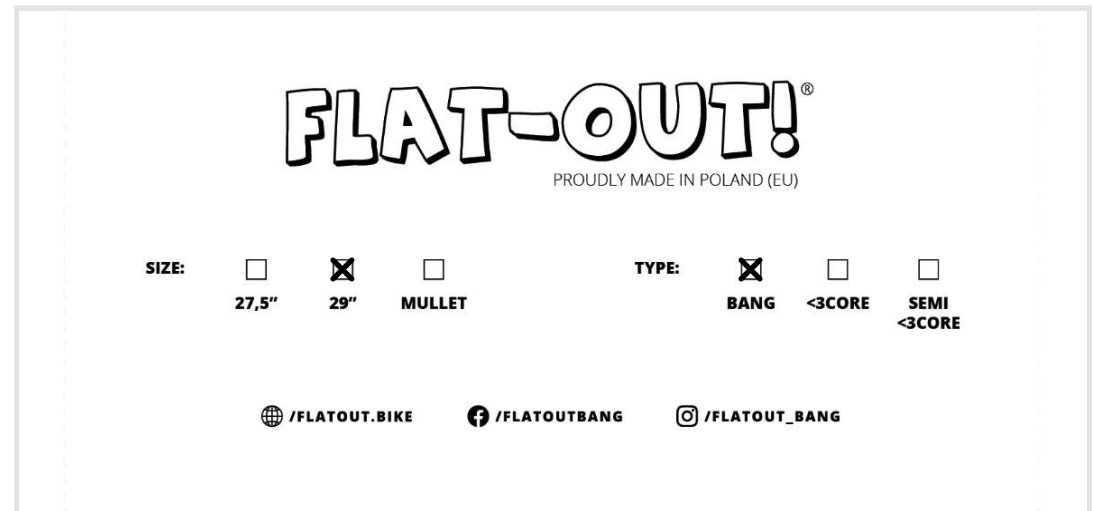 FLAT-OUT!®
PROUDLY MADE IN POLAND (EU)
SIZE: TYPE:
27,5” 29” MULLET BANG <3CORE SEMI
<3CORE
/FLATOUT.BIKE /FLATOUTBANG /FLATOUT_BANG